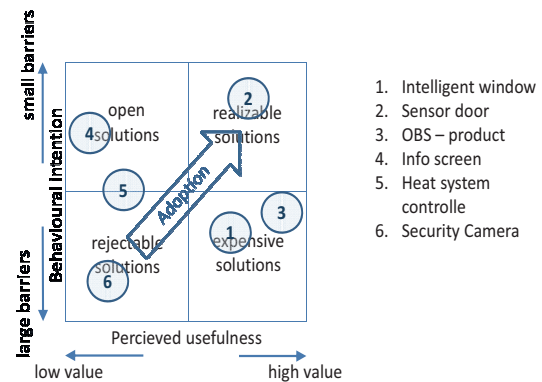 small barriers
Behavioural Intention
large barriers
open
solutions
realizable
solutions
rejectable
solutions
expensive
solutions
Adoption
2
4
5
3
1
6
Percieved usefulness
low value
high value
1. Intelligent window
2. Sensor door
3. OBS – product
4. Info screen
5. Heat system
controlle
6. Security Camera